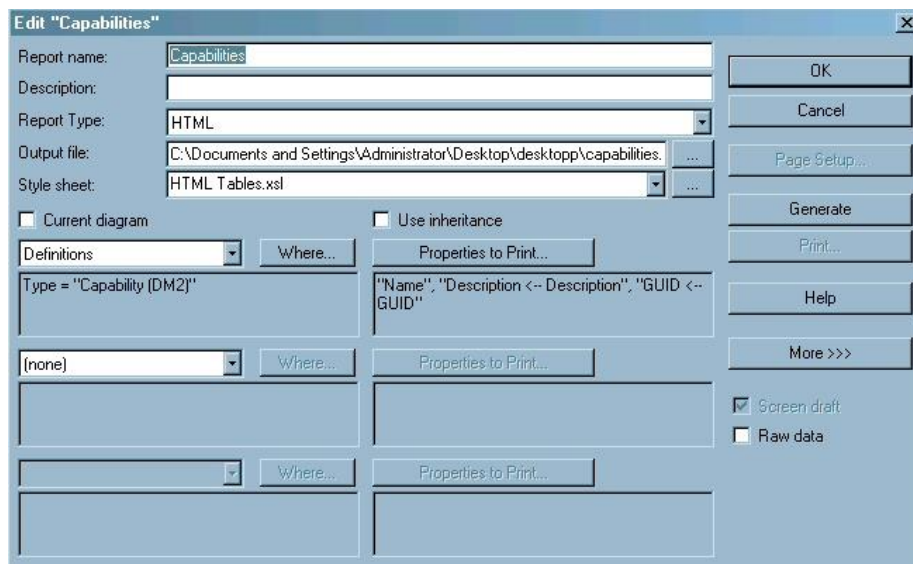 Edit "Capabilities"
Report name:
Capabilities
OK
Description:
Cancel
Report Type:
HTML
Output file:
C:\Documents and Settings\Administrator\Desktop\desktopp\capabilities.
...
Page Setup...
Style sheet:
HTML Tables.xsl
...
Current diagram
Use inheritance
Generate
Definitions
Where...
Properties to Print...
Print...
Type = "Capability (DM2)"
"Name", "Description <-- Description", "GUID <--
GUID"
Help
(none)
Where...
Properties to Print...
More >>>
Screen draft
Raw data
Where...
Properties to Print...